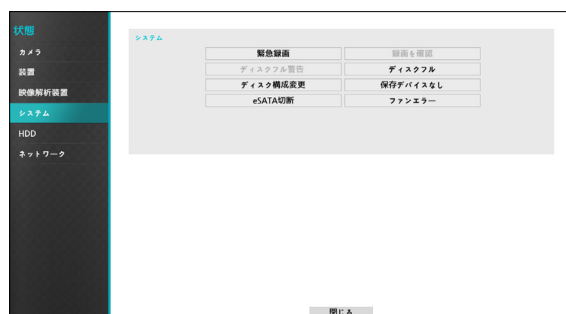 状態
カメラ
装置
映像解析装置
システム
HDD
ネットワーク
システム
緊急録画 録画を確認
ディスクフル警告 ディスクフル
ディスク構成変更 保存デバイスなし
eSATA切断 ファンエラー
閉じる